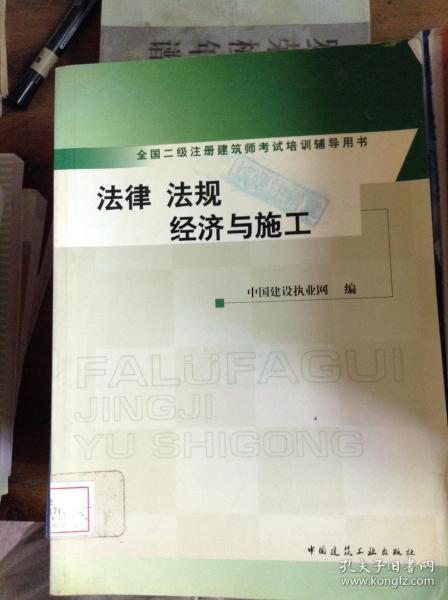 全国二级注册建筑师考试培训辅导用书
法律 法规
经济与施工
中国建设执业网 编
FALÜFAGUI
JINGJI
YU SHIGONG
中国建筑工业出版社
孔夫子旧书网
www.kongfz.com